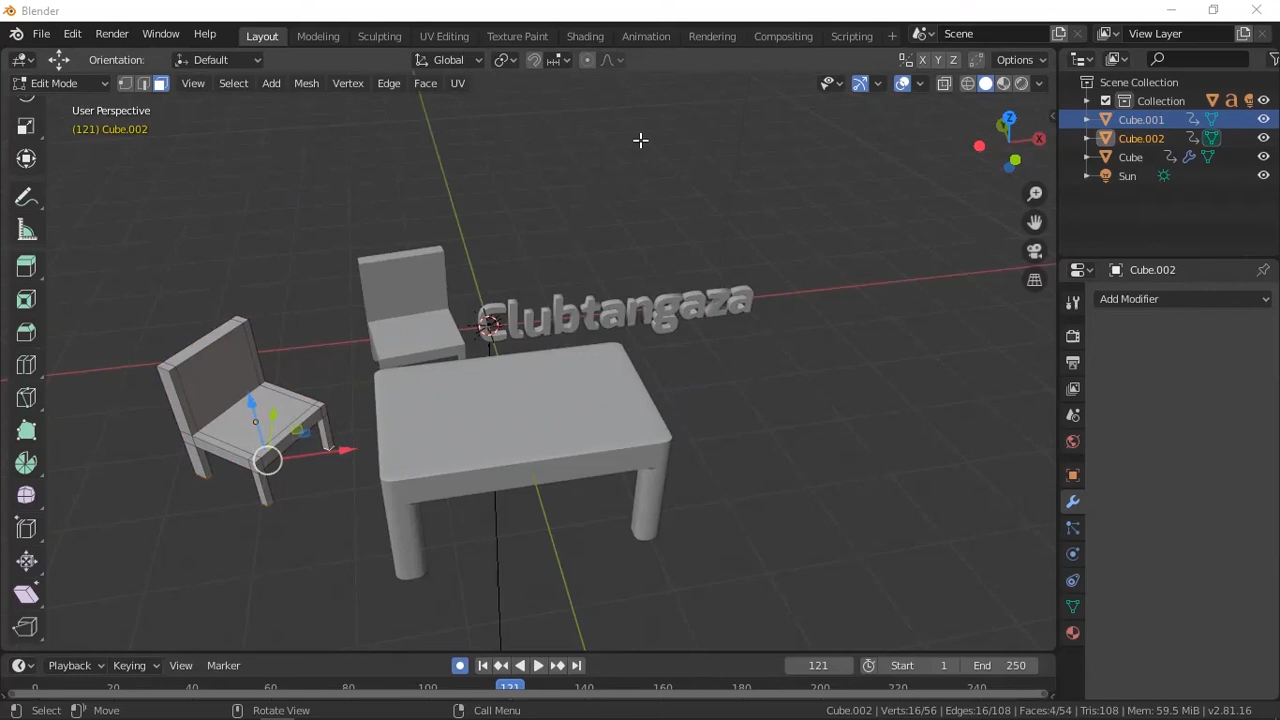 Blender
File Edit Render Window Help Layout Modeling Sculpting UV Editing Texture Paint Shading Animation Rendering Compositing Scripting + Scene View Layer
Orientation: Default Global X Y Z Options
Edit Mode View Select Add Mesh Vertex Edge Face UV
User Perspective
(121) Cube.002
Scene Collection
Collection
Cube.001
Cube.002
Cube
Sun
Z
X
Cube.002
Add Modifier
Clubtangaza
Playback Keying View Marker 121 Start 1 End 250
0 20 40 60 80 100 121 140 160 180 200 220 240
Select Move Rotate View Call Menu Cube.002 | Verts:16/56 | Edges:16/108 | Faces:4/54 | Tris:108 | Mem: 59.5 MiB | v2.81.16